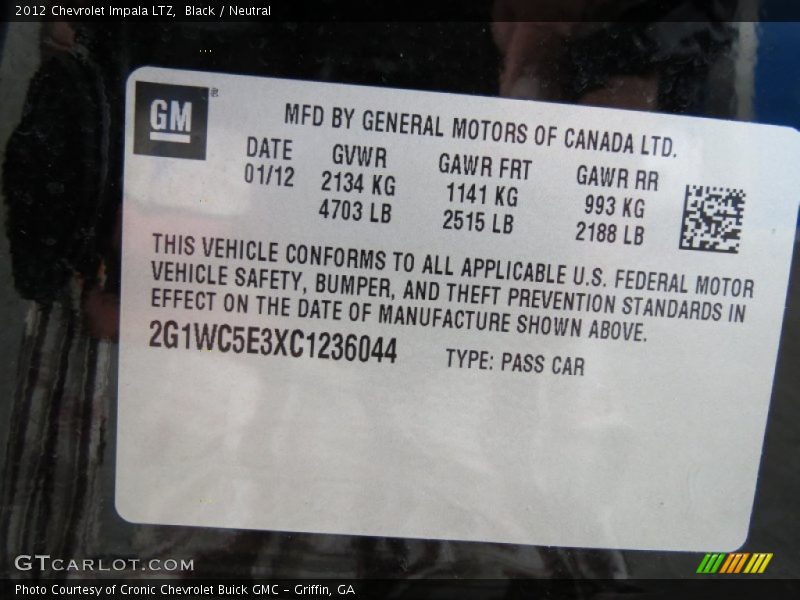 2012 Chevrolet Impala LTZ, Black / Neutral
GM ®
MFD BY GENERAL MOTORS OF CANADA LTD.
DATE GVWR GAWR FRT GAWR RR
01/12 2134 KG 1141 KG 993 KG
4703 LB 2515 LB 2188 LB
THIS VEHICLE CONFORMS TO ALL APPLICABLE U.S. FEDERAL MOTOR
VEHICLE SAFETY, BUMPER, AND THEFT PREVENTION STANDARDS IN
EFFECT ON THE DATE OF MANUFACTURE SHOWN ABOVE.
2G1WC5E3XC1236044 TYPE: PASS CAR
GTCARLOT.COM
Photo Courtesy of Cronic Chevrolet Buick GMC – Griffin, GA